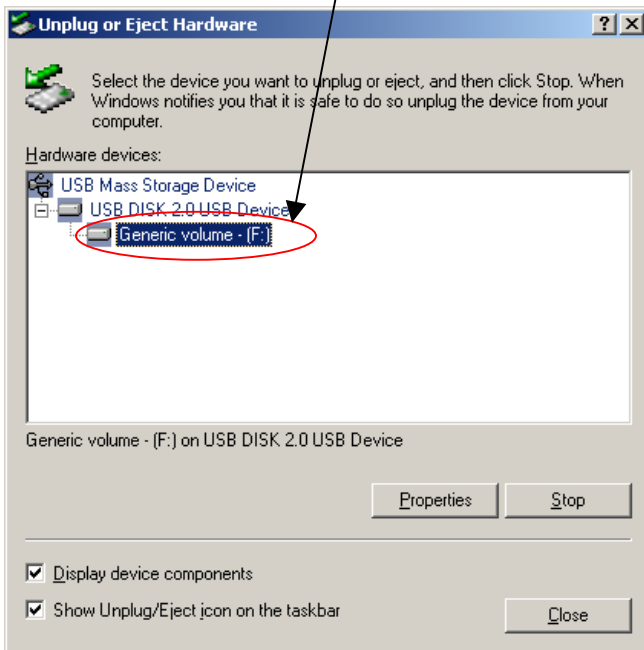 Unplug or Eject Hardware
Select the device you want to unplug or eject, and then click Stop. When
Windows notifies you that it is safe to do so unplug the device from your
computer.
Hardware devices:
USB Mass Storage Device
USB DISK 2.0 USB Device
Generic volume - (F:)
Generic volume - (F:) on USB DISK 2.0 USB Device
Properties
Stop
Display device components
Show Unplug/Eject icon on the taskbar
Close